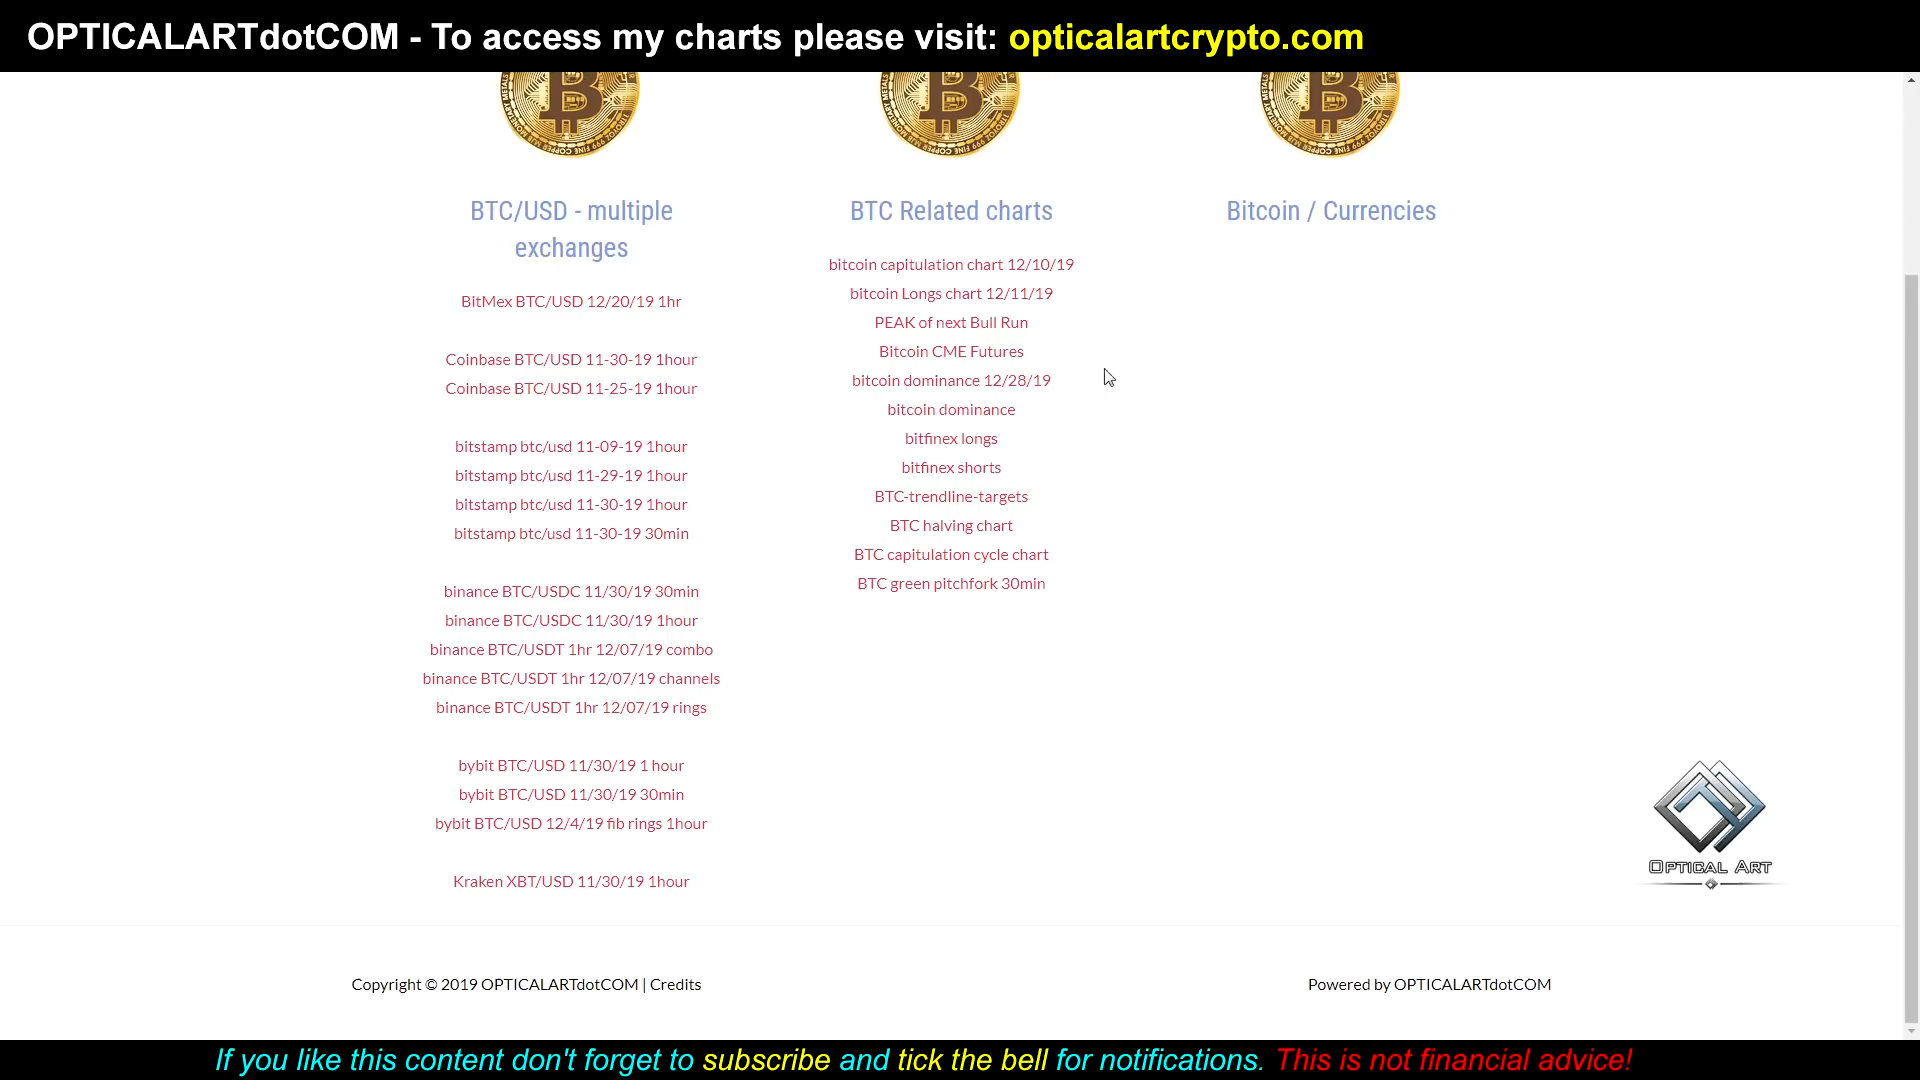 OPTICALARTdotCOM - To access my charts please visit: opticalartcrypto.com
BTC/USD - multiple
exchanges
BitMex BTC/USD 12/20/19 1hr
Coinbase BTC/USD 11-30-19 1hour
Coinbase BTC/USD 11-25-19 1hour
bitstamp btc/usd 11-09-19 1hour
bitstamp btc/usd 11-29-19 1hour
bitstamp btc/usd 11-30-19 1hour
bitstamp btc/usd 11-30-19 30min
binance BTC/USDC 11/30/19 30min
binance BTC/USDC 11/30/19 1hour
binance BTC/USDT 1hr 12/07/19 combo
binance BTC/USDT 1hr 12/07/19 channels
binance BTC/USDT 1hr 12/07/19 rings
bybit BTC/USD 11/30/19 1 hour
bybit BTC/USD 11/30/19 30min
bybit BTC/USD 12/4/19 fib rings 1hour
Kraken XBT/USD 11/30/19 1hour
BTC Related charts
bitcoin capitulation chart 12/10/19
bitcoin Longs chart 12/11/19
PEAK of next Bull Run
Bitcoin CME Futures
bitcoin dominance 12/28/19
bitcoin dominance
bitfinex longs
bitfinex shorts
BTC-trendline-targets
BTC halving chart
BTC capitulation cycle chart
BTC green pitchfork 30min
Bitcoin / Currencies
OPTICAL ART
Copyright © 2019 OPTICALARTdotCOM | Credits
Powered by OPTICALARTdotCOM
If you like this content don't forget to subscribe and tick the bell for notifications. This is not financial advice!